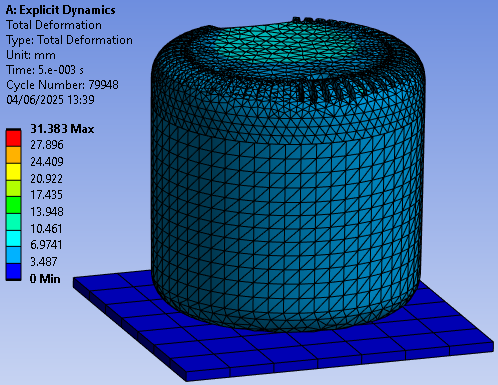 A: Explicit Dynamics
Total Deformation
Type: Total Deformation
Unit: mm
Time: 5.e-003 s
Cycle Number: 79948
04/06/2025 13:39
31.383 Max
27.896
24.409
20.922
17.435
13.948
10.461
6.9741
3.487
0 Min